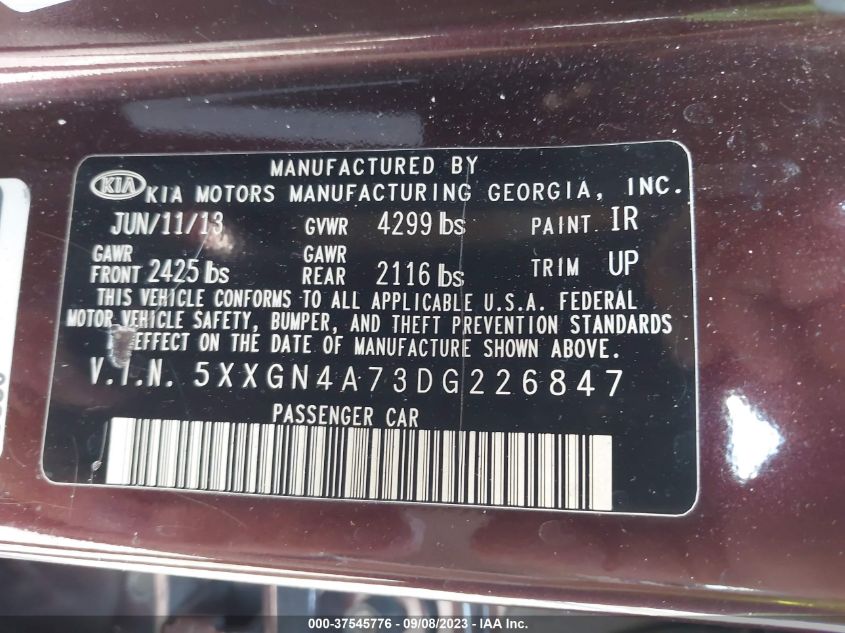 MANUFACTURED BY
KIA KIA MOTORS MANUFACTURING GEORGIA, INC.
JUN/11/13 GVWR 4299 lbs PAINT IR
GAWR FRONT 2425 lbs GAWR REAR 2116 lbs TRIM UP
THIS VEHICLE CONFORMS TO ALL APPLICABLE U.S.A. FEDERAL
MOTOR VEHICLE SAFETY, BUMPER, AND THEFT PREVENTION STANDARDS
EFFECT ON THE DATE OF MANUFACTURE SHOWN ABOVE.
V.I.N. 5XXGN4A73DG226847
PASSENGER CAR
000-37545776 - 09/08/2023 - © IAA, Inc.